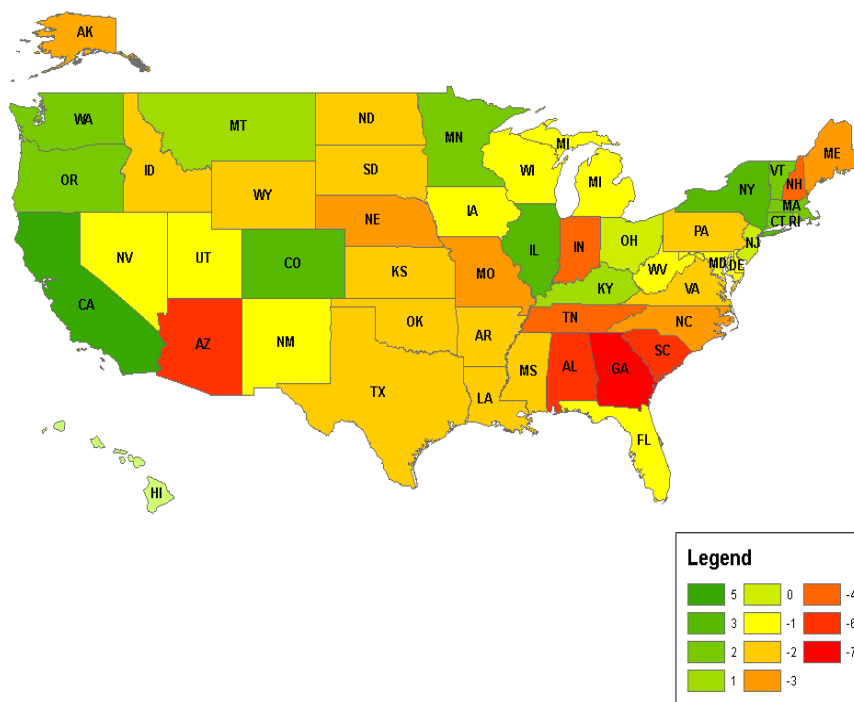 AK
WA
MT
ND
MN
MI
ME
VT
NH
OR
ID
SD
WI
MI
NY
MA
WY
CT RI
IA
NE
PA
NJ
OH
IL
IN
NV
UT
CO
MD
DE
WV
KS
MO
KY
VA
CA
TN
NC
OK
AR
AZ
NM
SC
MS
AL
GA
TX
LA
FL
HI
Legend
5 0 -4
3 -1 -6
2 -2 -7
1 -3